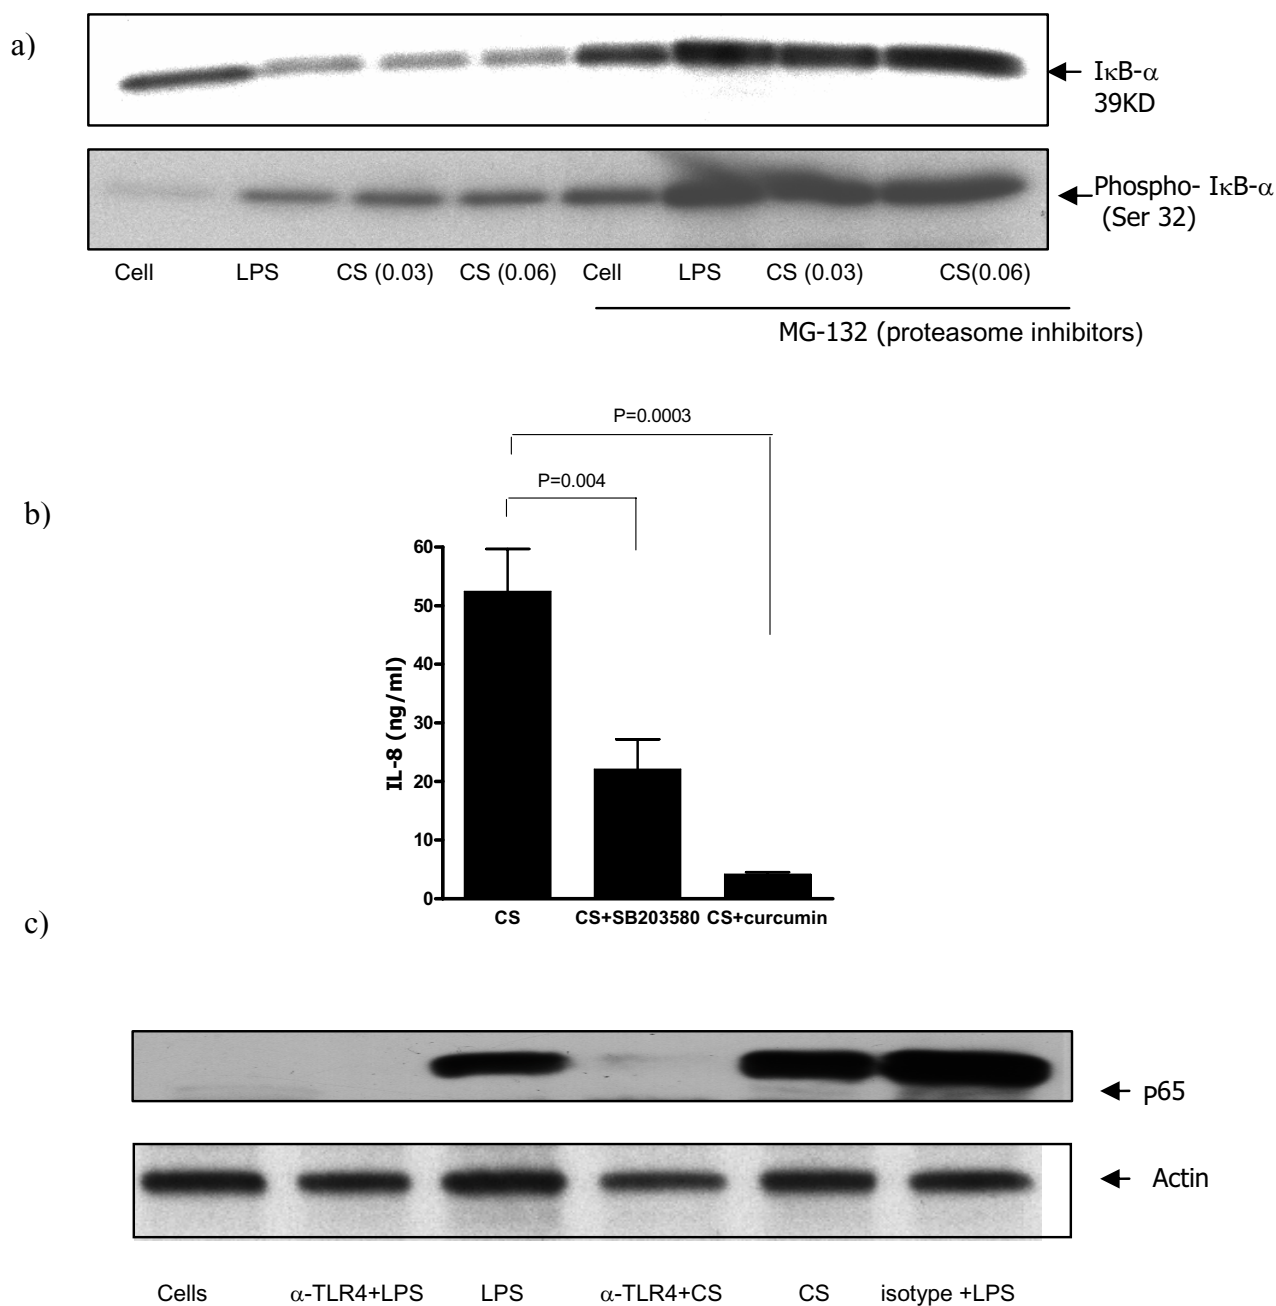 a)
IκB-α
39KD
Phospho- IκB-α
(Ser 32)
Cell LPS CS (0.03) CS (0.06) Cell LPS CS (0.03) CS(0.06)
MG-132 (proteasome inhibitors)
b)
P=0.0003
P=0.004
IL-8 (ng/ml)
60
50
40
30
20
10
0
CS CS+SB203580 CS+curcumin
c)
p65
Actin
Cells α-TLR4+LPS LPS α-TLR4+CS CS isotype +LPS